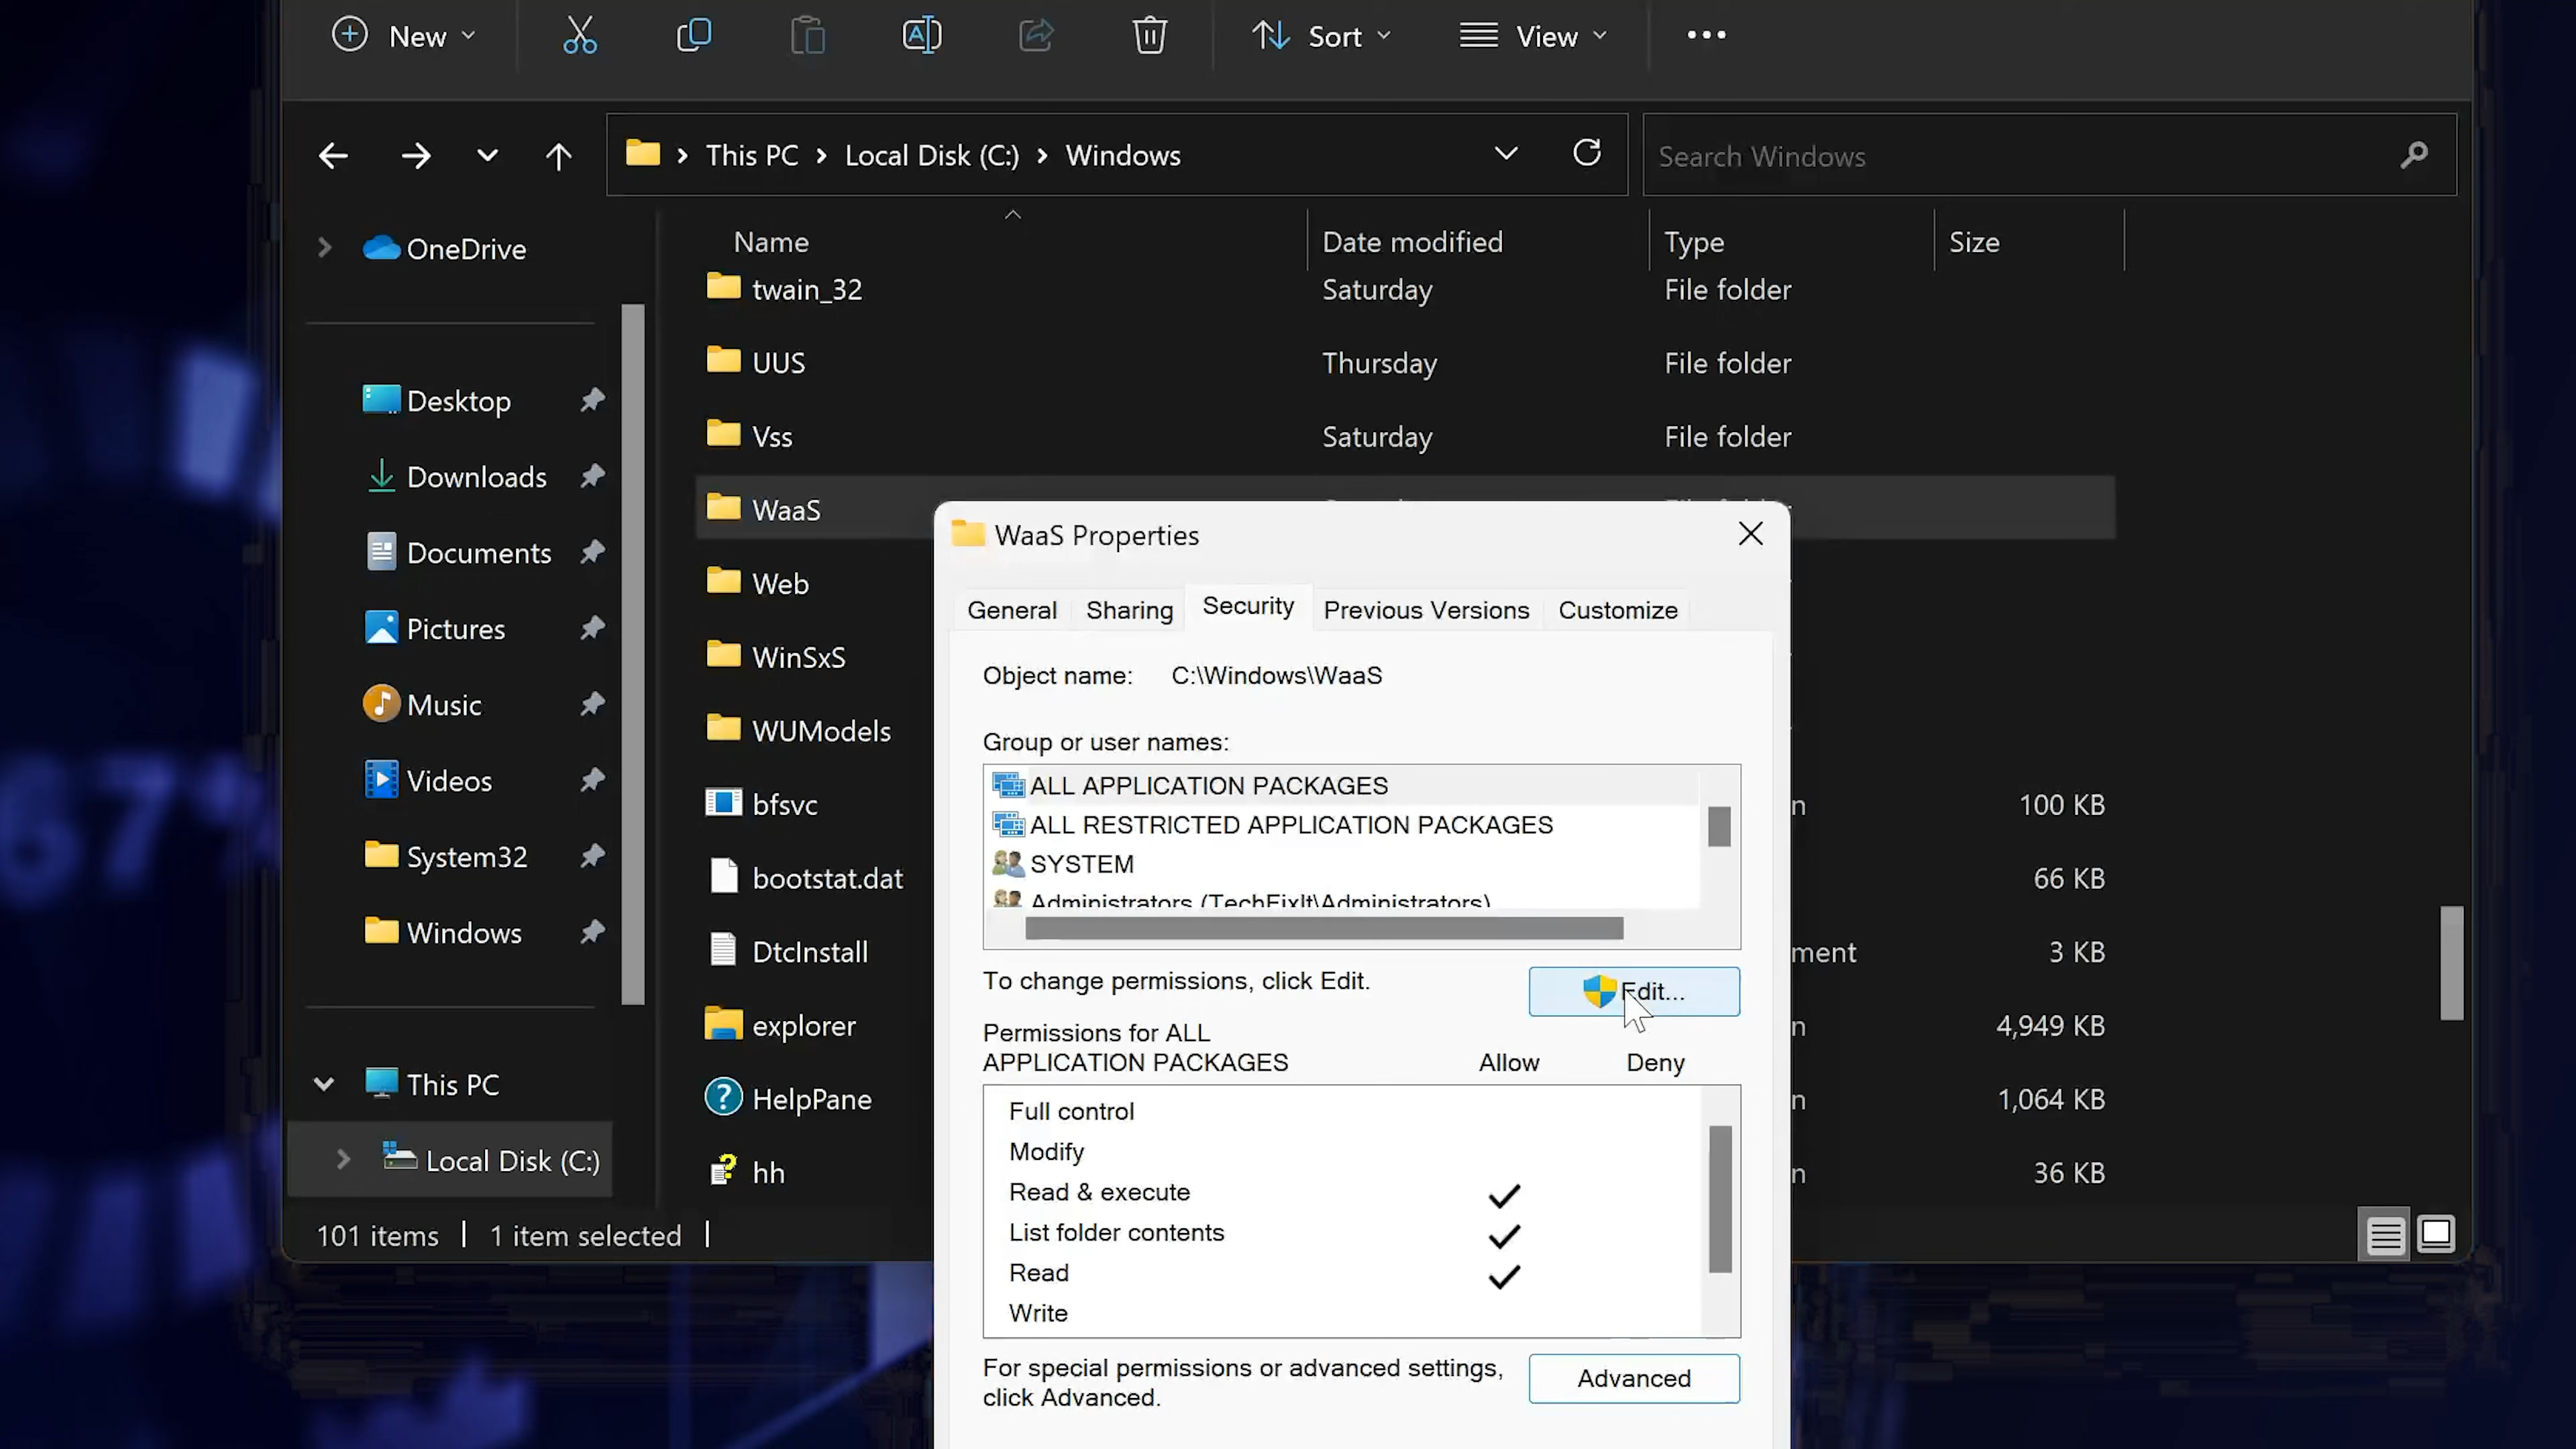 New
Sort
View
This PC
Local Disk (C:)
Windows
Search Windows
Name
Date modified
Type
Size
OneDrive
Desktop
Downloads
Documents
Pictures
Music
Videos
System32
Windows
This PC
Local Disk (C:)
twain_32 Saturday File folder
UUS Thursday File folder
Vss Saturday File folder
WaaS
Web
WinSxS
WUModels
bfsvc n 100 KB
bootstat.dat 66 KB
DtcInstall ment 3 KB
explorer n 4,949 KB
HelpPane n 1,064 KB
hh n 36 KB
101 items 1 item selected
WaaS Properties
General Sharing Security Previous Versions Customize
Object name: C:\Windows\WaaS
Group or user names:
ALL APPLICATION PACKAGES
ALL RESTRICTED APPLICATION PACKAGES
SYSTEM
Administrators (TechFixIt\Administrators)
To change permissions, click Edit.
Edit...
Permissions for ALL
APPLICATION PACKAGES Allow Deny
Full control
Modify
Read & execute
List folder contents
Read
Write
For special permissions or advanced settings,
click Advanced.
Advanced